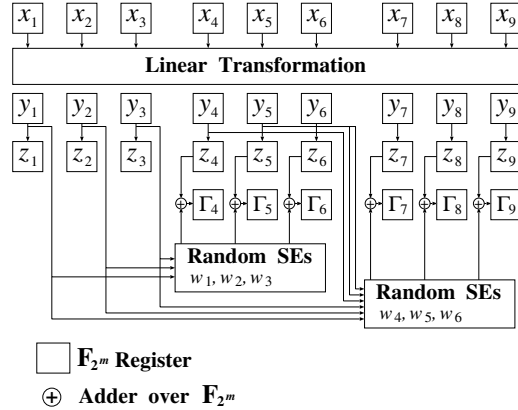 x₁ x₂ x₃ x₄ x₅ x₆ x₇ x₈ x₉
Linear Transformation
y₁ y₂ y₃ y₄ y₅ y₆ y₇ y₈ y₉
z₁ z₂ z₃ z₄ z₅ z₆ z₇ z₈ z₉
Γ₄ Γ₅ Γ₆ Γ₇ Γ₈ Γ₉
Random SEs
w₁, w₂, w₃
Random SEs
w₄, w₅, w₆
F₂ᵐ Register
Adder over F₂ᵐ